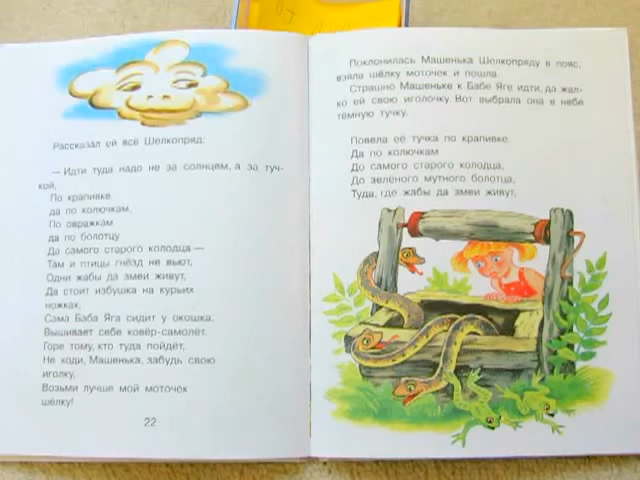 Рассказал ей всё Шелкопряд:
— Идти туда надо не за солнцем, а за туч-
кой,
По крапивке
да по колючкам,
По овражкам
да по болотцу
До самого старого колодца —
Там и птицы гнёзд не вьют,
Одни жабы да змеи живут,
Да стоит избушка на курьих
ножках,
Сама Баба Яга сидит у окошка,
Вышивает себе ковёр-самолёт.
Горе тому, кто туда пойдёт,
Не ходи, Машенька, забудь свою
иголку,
Возьми лучше мой моточек
шёлку!
22
Поклонилась Машенька Шелкопряду в пояс,
взяла шёлку моточек и пошла.
Страшно Машеньке к Бабе Яге идти, да жал-
ко ей свою иголочку. Вот выбрала она в небе
тёмную тучку.
Повела её тучка по крапивке
Да по колючкам
До самого старого колодца,
До зелёного мутного болотца,
Туда, где жабы да змеи живут,